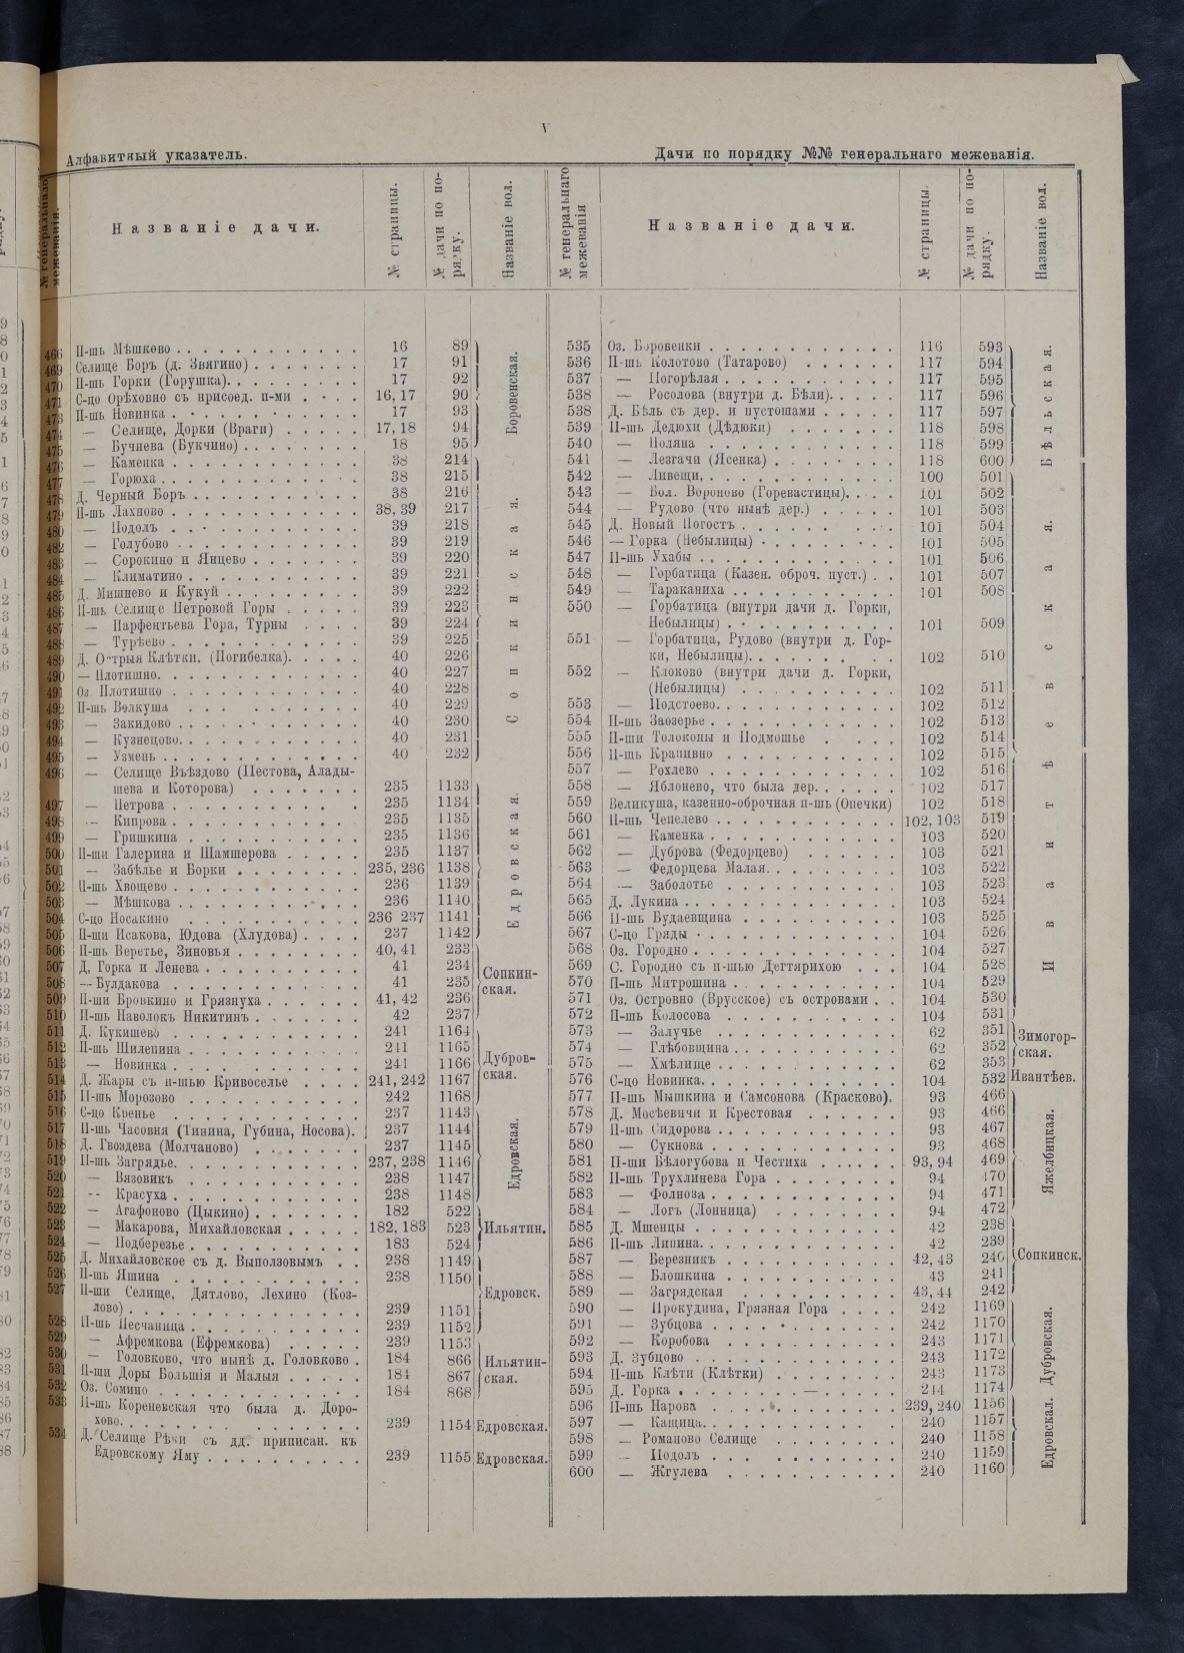 V
Алфавитный указатель.
Дачи по порядку №№ генеральнаго межеванія.
№ генеральнаго межеванія.
Названіе дачи.
№ страницы.
№ дачи по порядку.
Названіе вол.
466 П-шь Мѣшково 16 89
469 Селище Боръ (д. Звягино) 17 91
470 П-шь Горки (Горушка). 17 92
471 С-цо Орѣховно съ присоед. п-ми 16, 17 90
473 П-шь Новинка 17 93
474 — Селище, Дорки (Враги) 17, 18 94
475 — Бучнева (Букчино) 18 95
Боровенская.
476 — Каменка 38 214
477 — Горюха 38 215
478 Д. Черный Боръ 38 216
479 П-шь Лахново 38, 39 217
480 — Подолъ 39 218
482 — Голубово 39 219
483 — Сорокино и Янцево 39 220
484 — Климатино 39 221
485 Д. Мишнево и Кукуй 39 222
486 П-шь Селище Петровой Горы 39 223
487 — Парфентьева Гора, Турны 39 224
488 — Турѣево 39 225
489 Д. Острыя Клѣтки. (Погибелка). 40 226
490 — Плотишно. 40 227
491 Оз. Плотишно 40 228
492 П-шь Волкуша 40 229
493 — Закидово 40 230
494 — Кузнецово. 40 231
495 — Узмень 40 232
Сопкинская.
496 — Селище Въѣздово (Пестова, Алады-
шева и Которова) 235 1133
497 — Петрова 235 1134
498 — Кипрова 235 1135
499 — Гришкина 235 1136
500 П-ши Галерина и Шамшерова 235 1137
501 — Забѣлье и Борки 235, 236 1138
502 П-шь Хвощево 236 1139
503 — Мѣшкова 236 1140
504 С-цо Носакино 236 237 1141
505 П-ши Исакова, Юдова (Хлудова) 237 1142
Едровская.
506 П-шь Веретье, Зиновья 40, 41 233
507 Д. Горка и Ленева 41 234
508 — Булдакова 41 235
509 П-ши Бровкино и Грязнуха 41, 42 236
510 П-шь Наволокъ Никитинъ 42 237
Сопкинская.
511 Д. Кукишево 241 1164
512 П-шь Шилепина 241 1165
513 — Новинка 241 1166
514 Д. Жары съ п-шью Кривоселье 241, 242 1167
515 П-шь Морозово 242 1168
Дубровская.
516 С-цо Ксенье 237 1143
517 П-шь Часовня (Тинина, Губина, Носова). 237 1144
518 Д. Гвоздева (Молчаново) 237 1145
519 П-шь Загрядье. 237, 238 1146
520 — Вязовикъ 238 1147
521 — Красуха 238 1148
Едровская.
522 — Агафоново (Цыкино) 182 522
523 — Макарова, Михайловская 182, 183 523
524 — Подберезье 183 524
Ильятин.
525 Д. Михайловское съ д. Выползовымъ 238 1149
526 П-шь Яшина 238 1150
527 П-ши Селище, Дятлово, Лехино (Коз-
лово) 239 1151
528 П-шь Песчаница 239 1152
529 — Афремкова (Ефремкова) 239 1153
Едровск.
530 — Головково, что нынѣ д. Головково 184 866
531 П-ши Доры Большія и Малыя 184 867
532 Оз. Сомино 184 868
Ильятинская.
533 П-шь Кореневская что была д. Доро-
хово. 239 1154 Едровская.
534 Д. Селище Рѣчи съ дд. приписан. къ
Едровскому Яму 239 1155 Едровская.
№ генеральнаго межеванія
Названіе дачи.
№ страницы.
№ дачи по порядку.
Названіе вол.
535 Оз. Боровенки 116 593
536 П-шь Колотово (Татарово) 117 594
537 — Погорѣлая 117 595
538 — Росолова (внутри д. Бѣли). 117 596
538 Д. Бѣль съ дер. и пустошами 117 597
539 П-шь Дедюхи (Дѣдюки) 118 598
540 — Поляна 118 599
541 — Лезгачи (Ясенка) 118 600
Бѣльская.
542 — Ливещи, 100 501
543 — Вол. Вороново (Горевастицы). 101 502
544 — Рудово (что нынѣ дер.) 101 503
545 Д. Новый Погостъ 101 504
546 — Горка (Небылицы) 101 505
547 П-шь Ухабы 101 506
548 — Горбатица (Казен. оброч. пуст.) 101 507
549 — Тараканиха 101 508
550 — Горбатица (внутри дачи д. Горки,
Небылицы) 101 509
551 — Горбатица, Рудово (внутри д. Гор-
ки, Небылицы). 102 510
552 — Клоково (внутри дачи д. Горки,
(Небылицы) 102 511
553 — Подстоево. 102 512
554 П-шь Заозерье 102 513
555 П-ши Толоконы и Подмошье 102 514
556 П-шь Крапивно 102 515
557 — Рохлево 102 516
558 — Яблонево, что была дер. 102 517
559 Великуша, казенно-оброчная п-шь (Опечки) 102 518
560 П-шь Чепелево 102, 103 519
561 — Каменка 103 520
562 — Дуброва (Федорцево) 103 521
563 — Федорцева Малая. 103 522
564 — Заболотье 103 523
565 Д. Лукина 103 524
566 П-шь Будаевщина 103 525
567 С-цо Гряды 104 526
568 Оз. Городно 104 527
569 С. Городно съ п-шью Дегтярихою 104 528
570 П-шь Митрошина 104 529
571 Оз. Островно (Врусское) съ островами 104 530
572 П-шь Колосова 104 531
Ивантѣевская.
573 — Залучье 62 351
574 — Глѣбовщина 62 352
575 — Хмѣлище 62 353
Зимогорская.
576 С-цо Новинка. 104 532 Ивантѣев.
577 П-шь Мышкина и Самсонова (Красково). 93 466
578 Д. Мосѣевичи и Крестовая 93 466
579 П-шь Сидорова 93 467
580 — Сукнова 93 468
581 П-ши Бѣлогубова и Честиха 93, 94 469
582 П-шь Трухлинева Гора 94 470
583 — Фолнова 94 471
584 — Логъ (Лонница) 94 472
Яжелбицкая.
585 Д. Мшенцы 42 238
586 П-шь Липина. 42 239
587 — Березникъ 42, 43 240
588 — Блошкина 43 241
589 — Загрядская 43, 44 242
Сопкинск.
590 — Прокудина, Грязная Гора 242 1169
591 — Зубцова 242 1170
592 — Коробова 243 1171
593 Д. Зубцово 243 1172
594 П-шь Клѣти (Клѣтки) 243 1173
595 Д. Горка 244 1174
Дубровская.
596 П-шь Нарова 239, 240 1156
597 — Кащица. 240 1157
598 — Романово Селище 240 1158
599 — Подолъ 240 1159
600 — Жгулева 240 1160
Едровская.